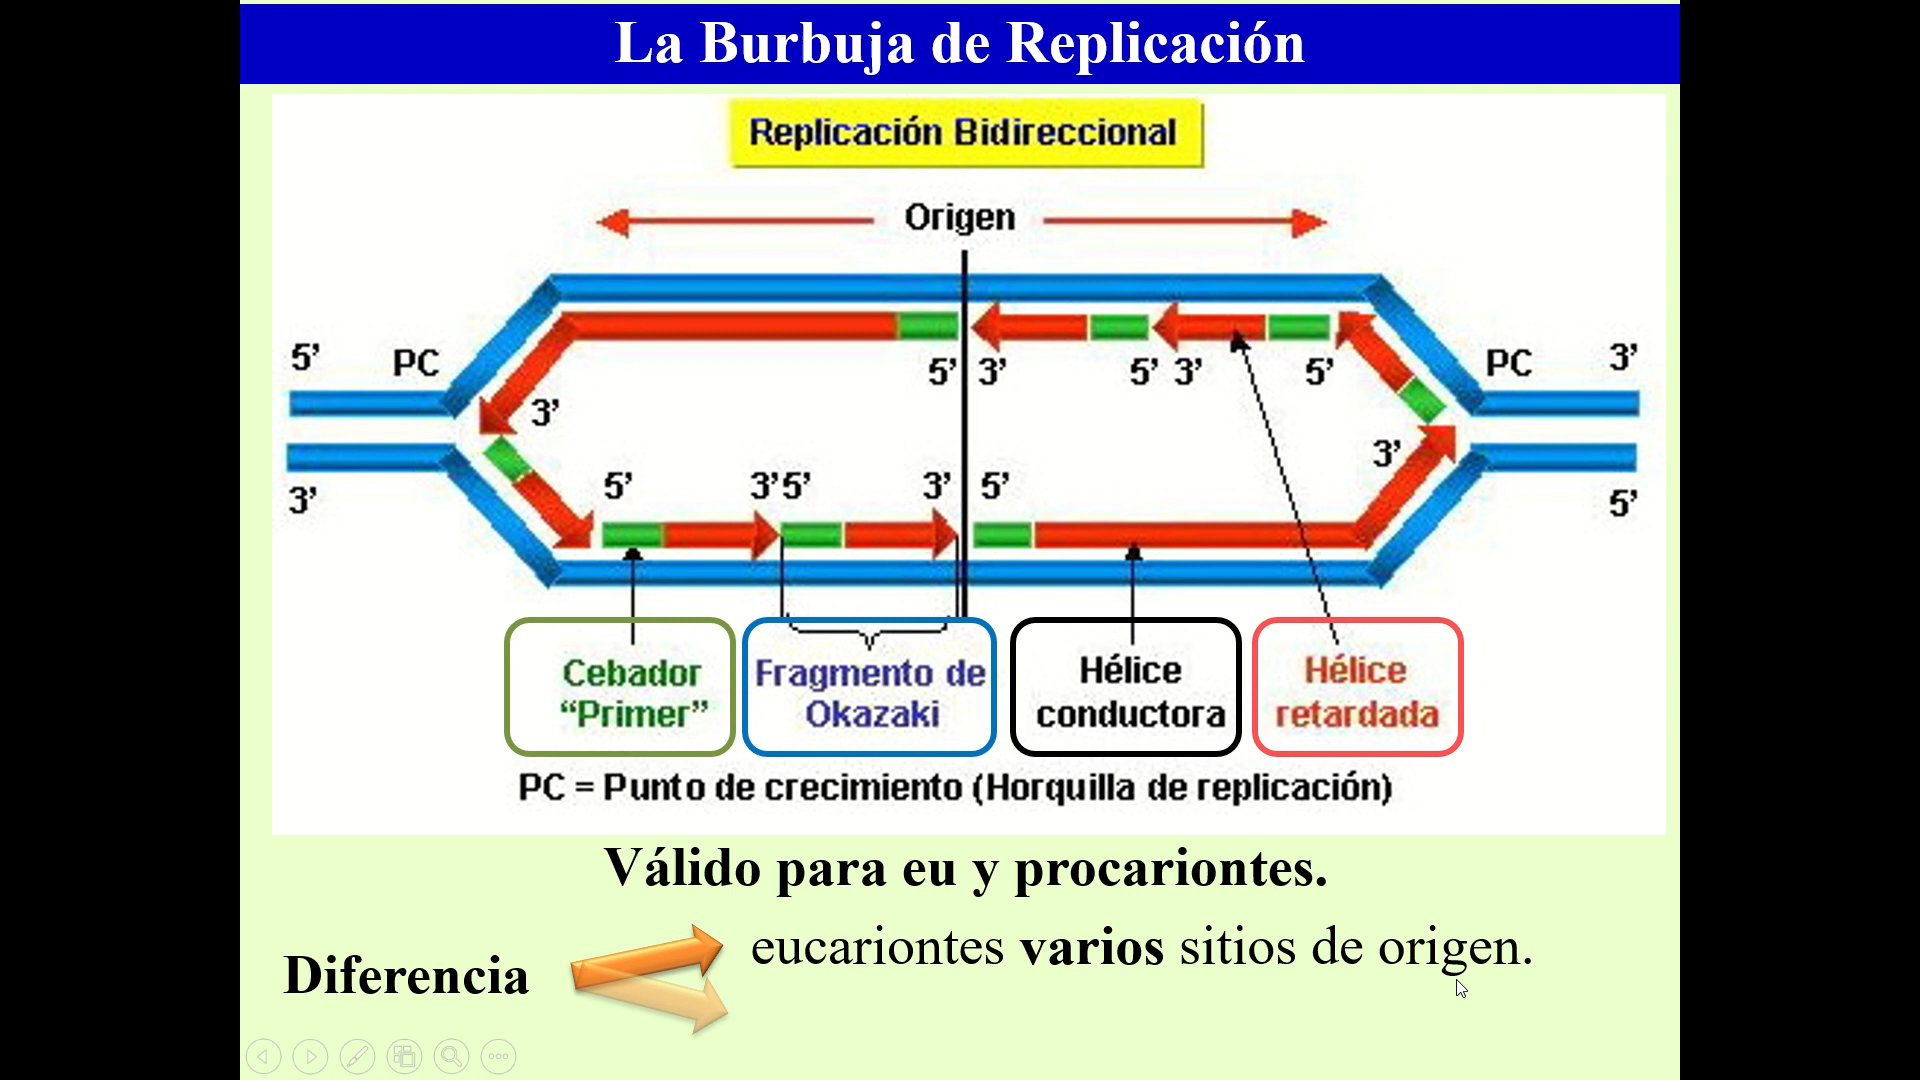 La Burbuja de Replicación
Replicación Bidireccional
Origen
5’ PC 5’ 3’ 5’ 3’ 5’ PC 3’
3’ 3’
3’ 5’ 3’ 5’ 3’ 5’ 5’
Cebador “Primer”
Fragmento de Okazaki
Hélice conductora
Hélice retardada
PC = Punto de crecimiento (Horquilla de replicación)
Válido para eu y procariontes.
Diferencia
eucariontes varios sitios de origen.